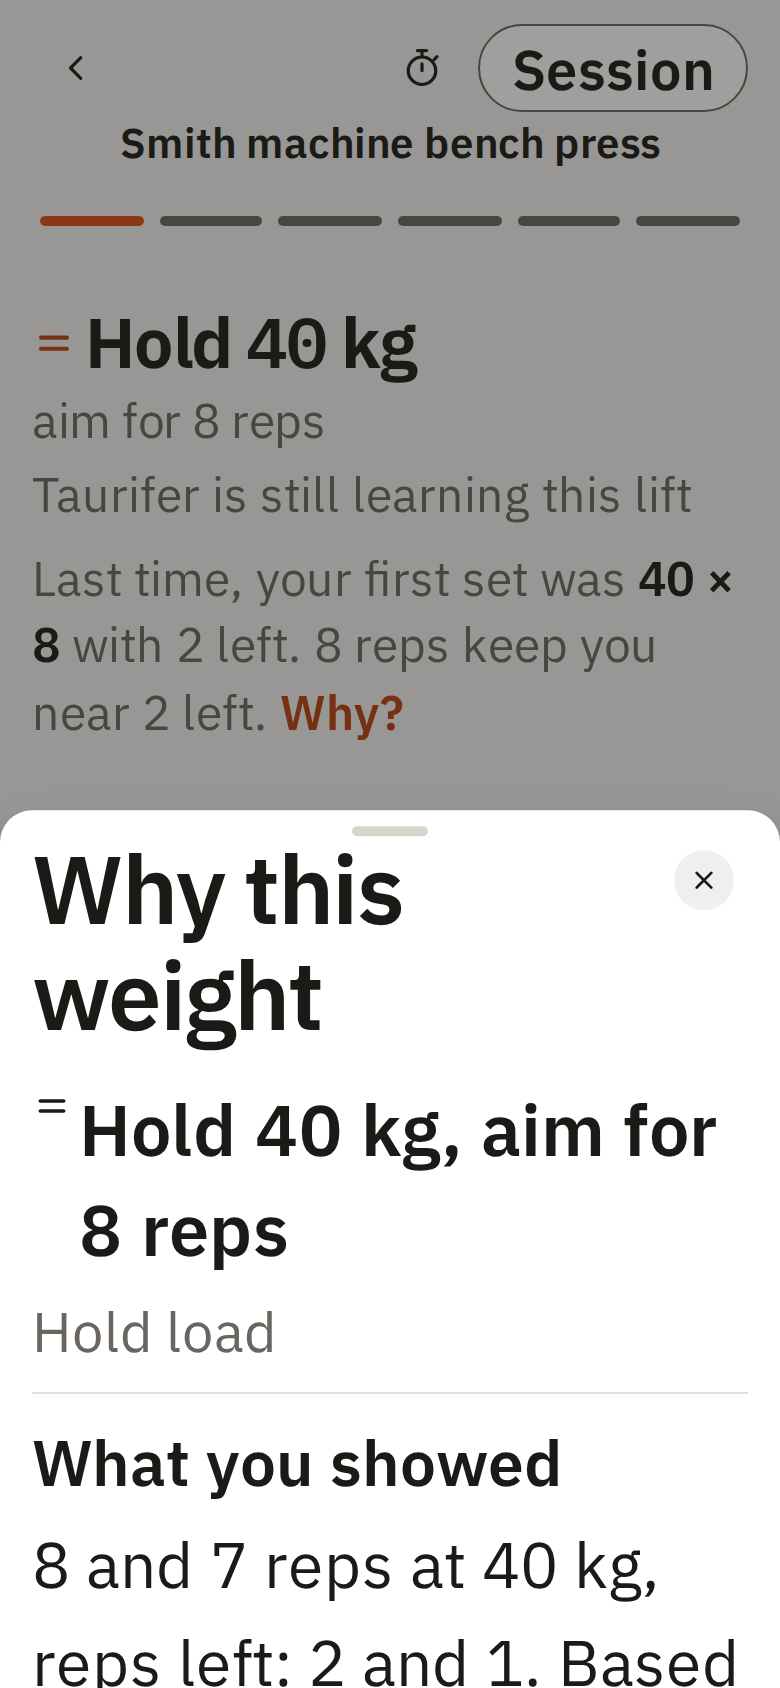 Session
Smith machine bench press
= Hold 40 kg
aim for 8 reps
Taurifer is still learning this lift
Last time, your first set was 40 ×
8 with 2 left. 8 reps keep you
near 2 left. Why?
Why this
weight
= Hold 40 kg, aim for
8 reps
Hold load
What you showed
8 and 7 reps at 40 kg,
reps left: 2 and 1. Based